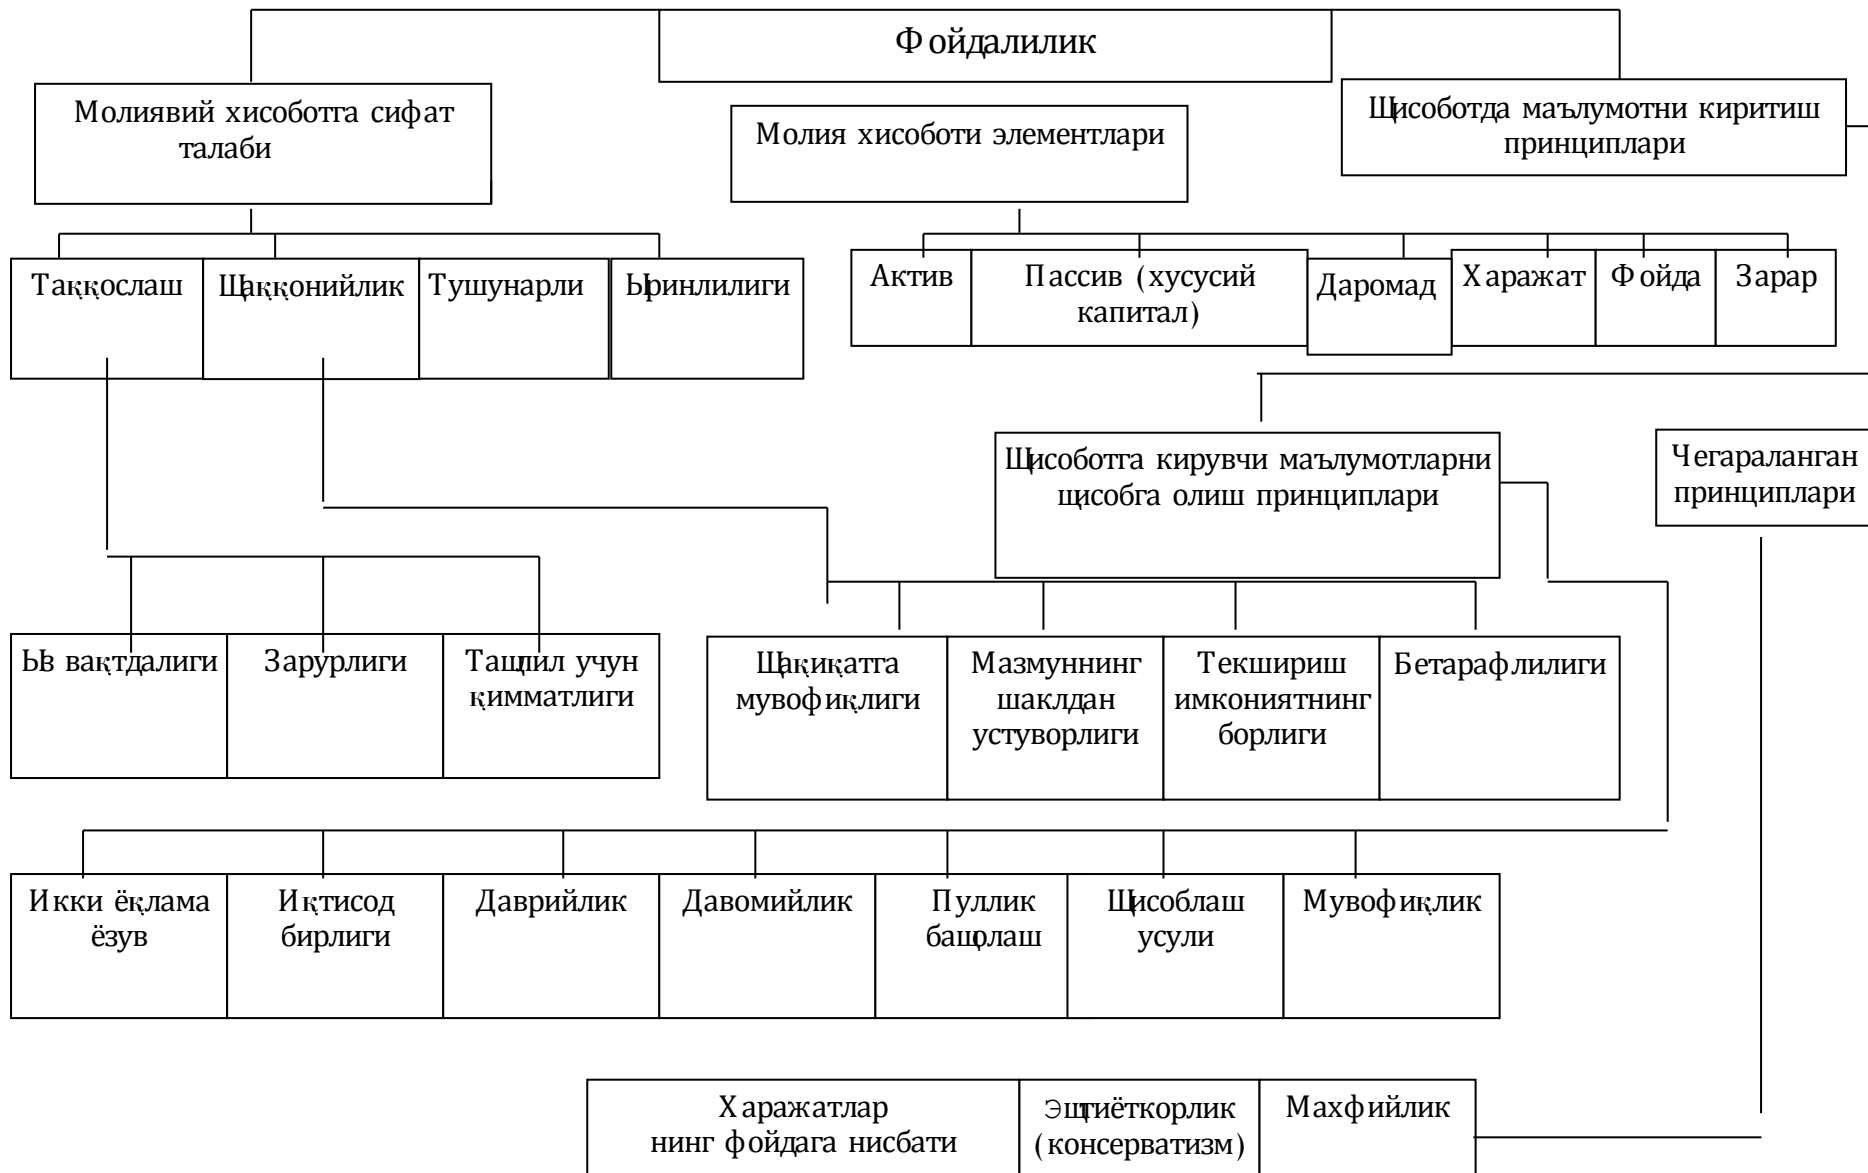 Фойдалилик
Молиявий хисоботга сифат
талаби
Молия хисоботи элементлари
Щисоботда маълумотни киритиш
принциплари
Таққослаш
Щаққонийлик
Тушунарли
Ыринлилиги
Актив
Пассив (хусусий
капитал)
Даромад
Харажат
Фойда
Зарар
Щисоботга кирувчи маълумотларни
щисобга олиш принциплари
Чегараланган
принциплари
Ыз вақтдалиги
Зарурлиги
Ташлил учун
қимматлиги
Щақиқатга
мувофиқлиги
Мазмуннинг
шаклдан
устуворлиги
Текшириш
имкониятнинг
борлиги
Бетарафлилиги
Икки ёқлама
ёзув
Иқтисод
бирлиги
Даврийлик
Давомийлик
Пуллик
бащолаш
Щисоблаш
усули
Мувофиқлик
Харажатлар
нинг фойдага нисбати
Эщтиёткорлик
(консерватизм)
Махфийлик